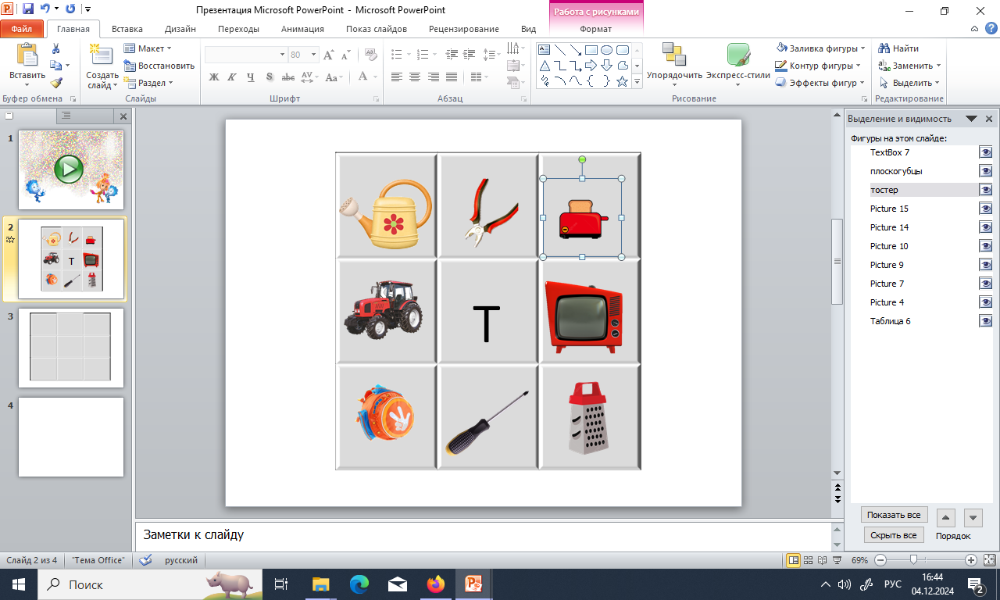 Презентация Microsoft PowerPoint - Microsoft PowerPoint
Работа с рисунками
Файл
Главная
Вставка
Дизайн
Переходы
Анимация
Показ слайдов
Рецензирование
Вид
Формат
Вставить
Создать слайд
Макет
Восстановить
Раздел
80
Ж К Ч S abc AV Aa A
Упорядочить
Экспресс-стили
Заливка фигуры
Контур фигуры
Эффекты фигур
Найти
Заменить
Выделить
Буфер обмена
Слайды
Шрифт
Абзац
Рисование
Редактирование
1
2
Т
3
4
Т
Выделение и видимость
Фигуры на этом слайде:
TextBox 7
плоскогубцы
тостер
Picture 15
Picture 14
Picture 10
Picture 9
Picture 7
Picture 4
Таблица 6
Показать все
Скрыть все
Порядок
Заметки к слайду
Слайд 2 из 4
"Тема Office"
русский
69%
Поиск
РУС
16:44
04.12.2024
2